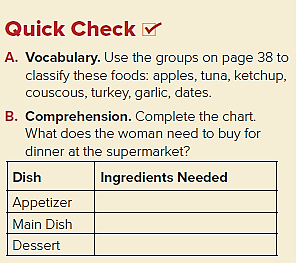 Quick Check
A. Vocabulary. Use the groups on page 38 to
classify these foods: apples, tuna, ketchup,
couscous, turkey, garlic, dates.
B. Comprehension. Complete the chart.
What does the woman need to buy for
dinner at the supermarket?
Dish Ingredients Needed
Appetizer
Main Dish
Dessert